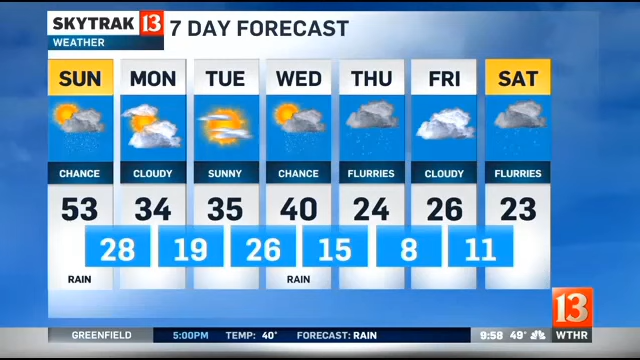 SKYTRAK 13
WEATHER
7 DAY FORECAST
SUN MON TUE WED THU FRI SAT
CHANCE CLOUDY SUNNY CHANCE FLURRIES CLOUDY FLURRIES
53 34 35 40 24 26 23
28 19 26 15 8 11
RAIN RAIN
13
GREENFIELD 5:00PM TEMP: 40° FORECAST: RAIN 9:58 49° WTHR